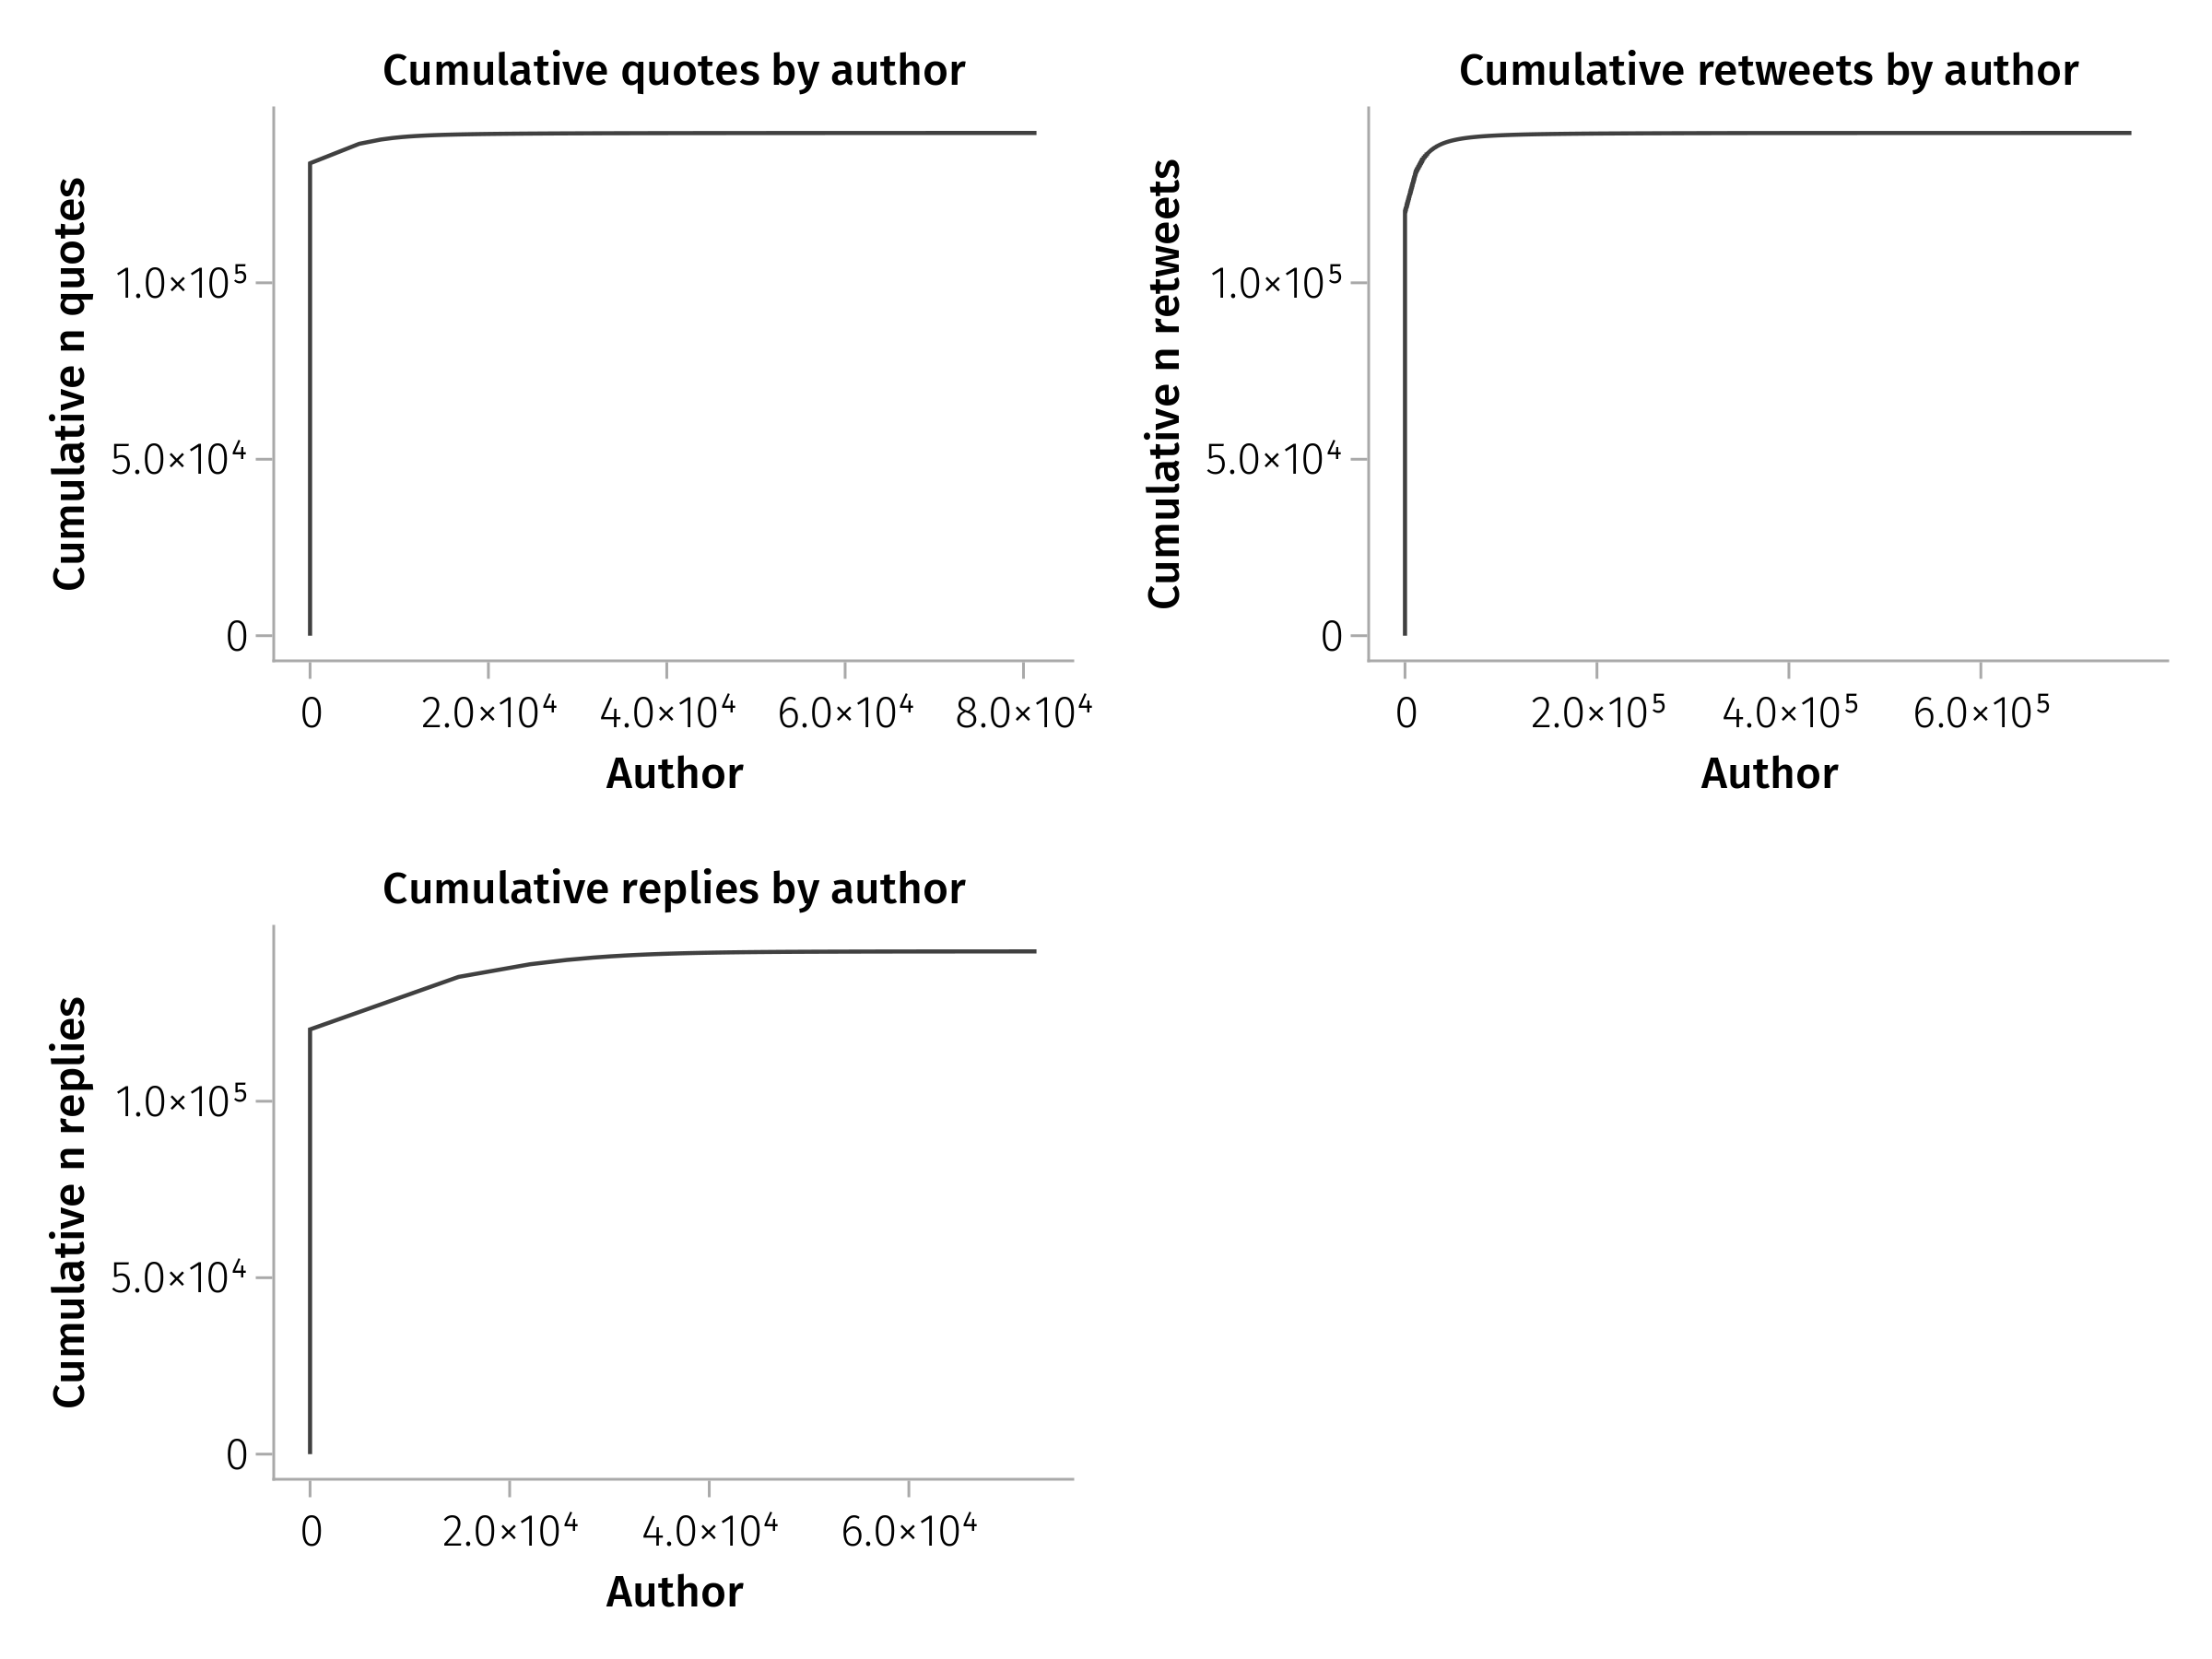 Cumulative quotes by author
Cumulative n quotes
1.0×10⁵
5.0×10⁴
0
0 2.0×10⁴ 4.0×10⁴ 6.0×10⁴ 8.0×10⁴
Author
Cumulative retweets by author
Cumulative n retweets
1.0×10⁵
5.0×10⁴
0
0 2.0×10⁵ 4.0×10⁵ 6.0×10⁵
Author
Cumulative replies by author
Cumulative n replies
1.0×10⁵
5.0×10⁴
0
0 2.0×10⁴ 4.0×10⁴ 6.0×10⁴
Author